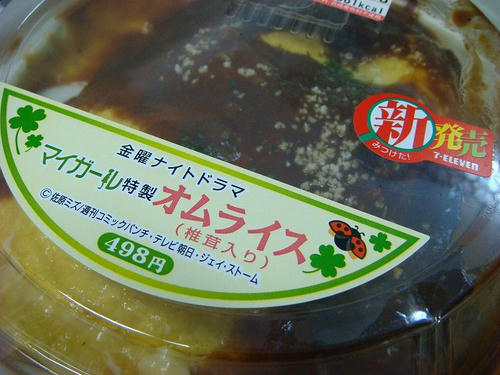 1kcal
新発売
みつけた!
7-ELEVEN
金曜ナイトドラマ
マイガール特製オムライス
(椎茸入り)
©佐原ミズ/週刊コミックバンチ・テレビ朝日・ジェイ・ストーム
498円